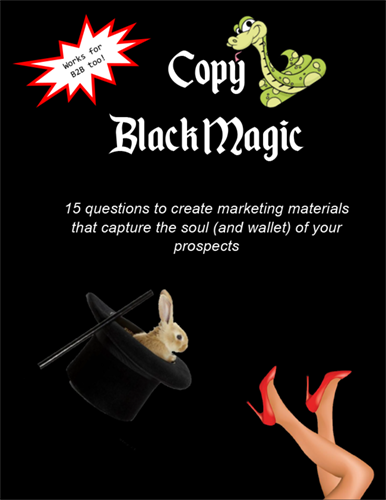 Works for
B2B too!
Copy
BlackMagic
15 questions to create marketing materials
that capture the soul (and wallet) of your
prospects